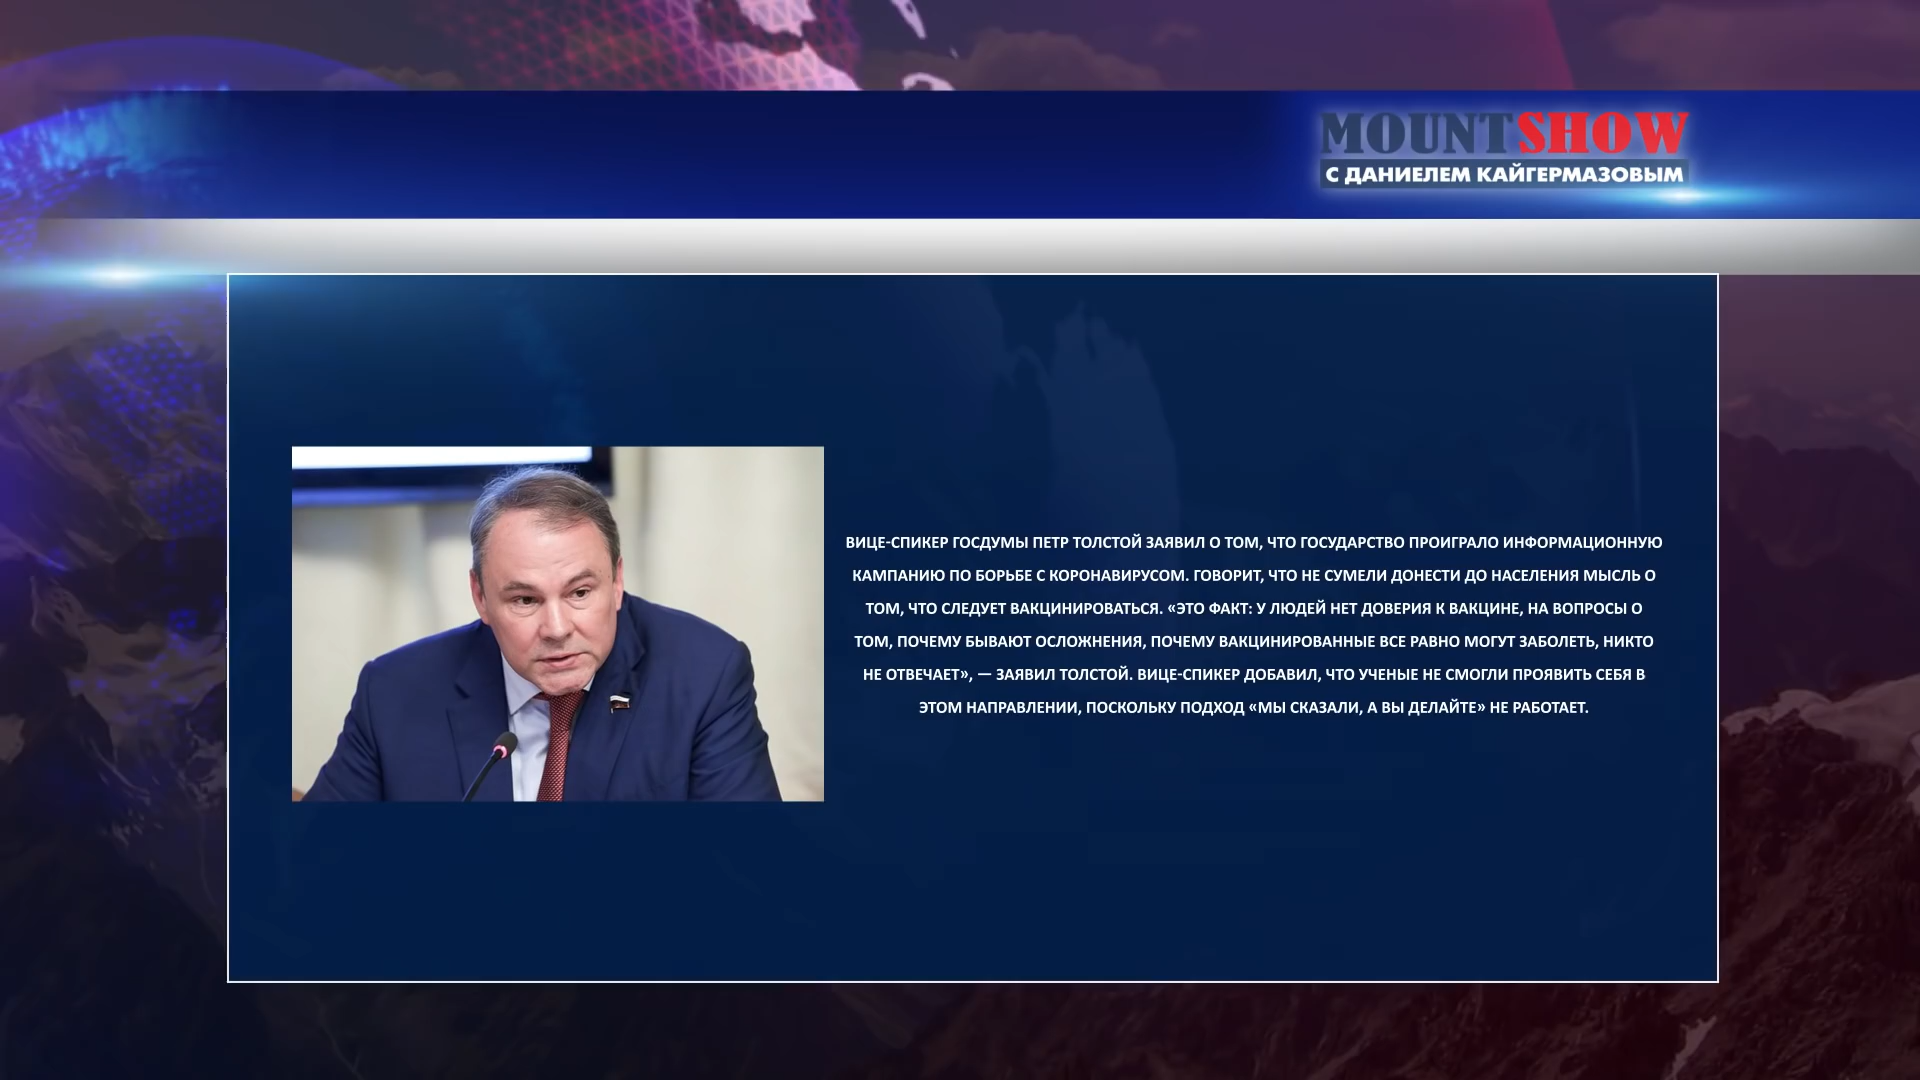 MOUNTSHOW
С ДАНИЕЛЕМ КАЙГЕРМАЗОВЫМ
ВИЦЕ-СПИКЕР ГОСДУМЫ ПЕТР ТОЛСТОЙ ЗАЯВИЛ О ТОМ, ЧТО ГОСУДАРСТВО ПРОИГРАЛО ИНФОРМАЦИОННУЮ
КАМПАНИЮ ПО БОРЬБЕ С КОРОНАВИРУСОМ. ГОВОРИТ, ЧТО НЕ СУМЕЛИ ДОНЕСТИ ДО НАСЕЛЕНИЯ МЫСЛЬ О
ТОМ, ЧТО СЛЕДУЕТ ВАКЦИНИРОВАТЬСЯ. «ЭТО ФАКТ: У ЛЮДЕЙ НЕТ ДОВЕРИЯ К ВАКЦИНЕ, НА ВОПРОСЫ О
ТОМ, ПОЧЕМУ БЫВАЮТ ОСЛОЖНЕНИЯ, ПОЧЕМУ ВАКЦИНИРОВАННЫЕ ВСЕ РАВНО МОГУТ ЗАБОЛЕТЬ, НИКТО
НЕ ОТВЕЧАЕТ», — ЗАЯВИЛ ТОЛСТОЙ. ВИЦЕ-СПИКЕР ДОБАВИЛ, ЧТО УЧЕНЫЕ НЕ СМОГЛИ ПРОЯВИТЬ СЕБЯ В
ЭТОМ НАПРАВЛЕНИИ, ПОСКОЛЬКУ ПОДХОД «МЫ СКАЗАЛИ, А ВЫ ДЕЛАЙТЕ» НЕ РАБОТАЕТ.